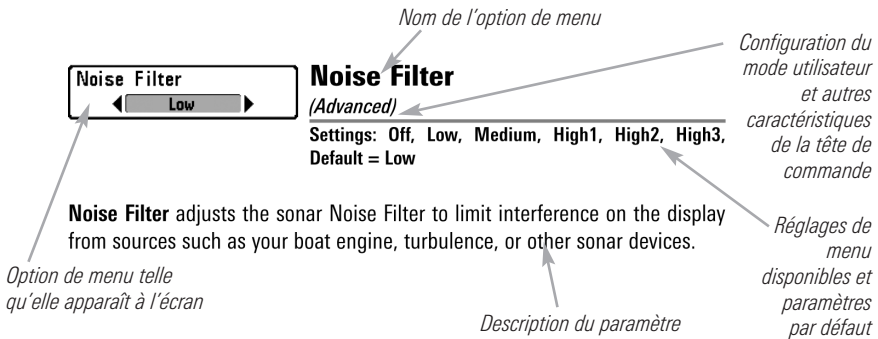 Nom de l'option de menu
Configuration du
mode utilisateur
et autres
caractéristiques
de la tête de
commande
Noise Filter
Low
Noise Filter
(Advanced)
Settings: Off, Low, Medium, High1, High2, High3,
Default = Low
Noise Filter adjusts the sonar Noise Filter to limit interference on the display
from sources such as your boat engine, turbulence, or other sonar devices.
Réglages de
menu
disponibles et
paramètres
par défaut
Option de menu telle
qu'elle apparaît à l'écran
Description du paramètre